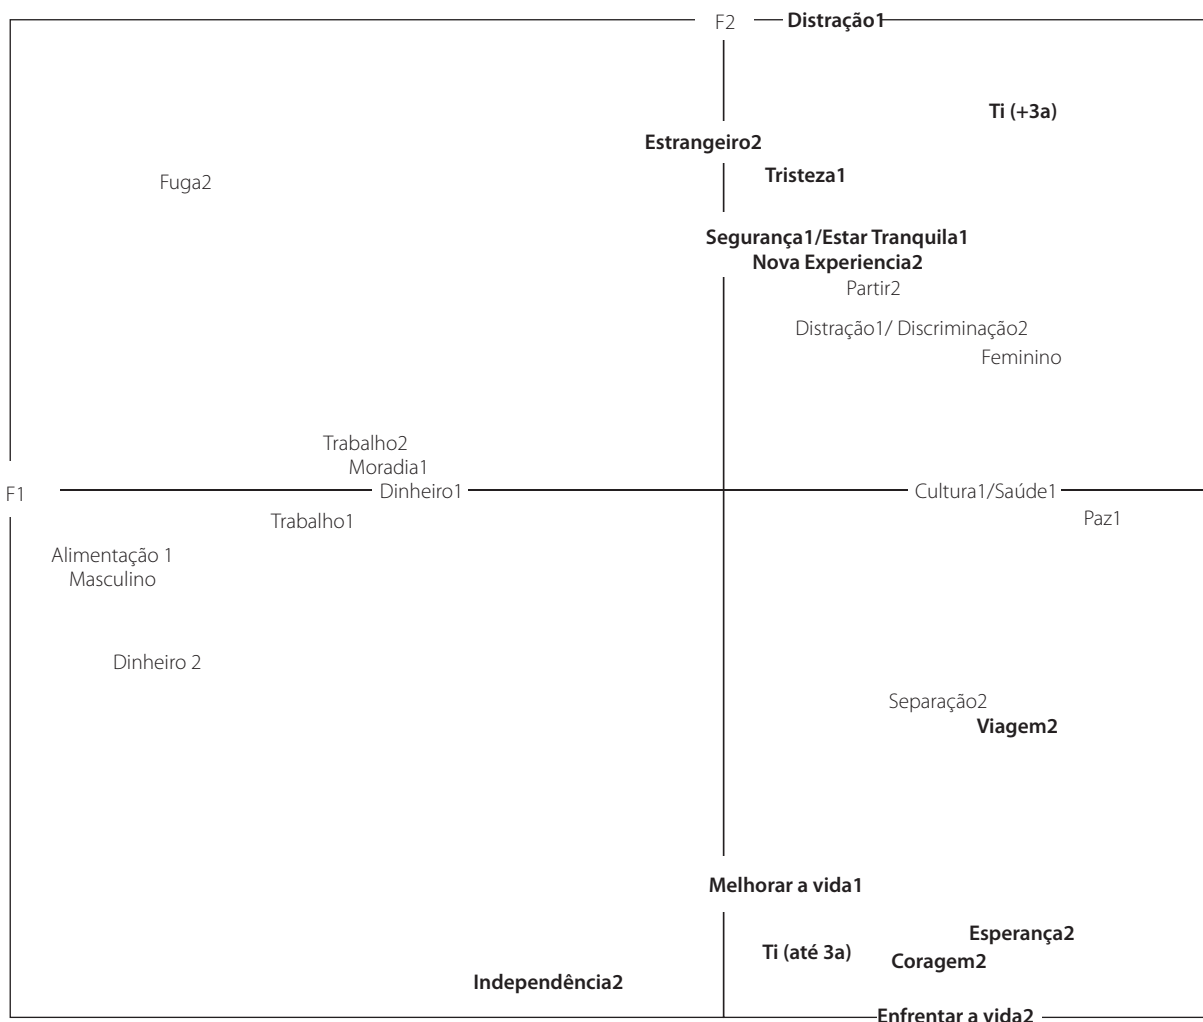 F2
Distração1
Ti (+3a)
Estrangeiro2
Tristeza1
Fuga2
Segurança1/Estar Tranquila1
Nova Experiencia2
Partir2
Distração1/ Discriminação2
Feminino
Trabalho2
Moradia1
F1
Dinheiro1
Cultura1/Saúde1
Trabalho1
Paz1
Alimentação 1
Masculino
Dinheiro 2
Separação2
Viagem2
Melhorar a vida1
Esperança2
Ti (até 3a)
Coragem2
Independência2
Enfrentar a vida2